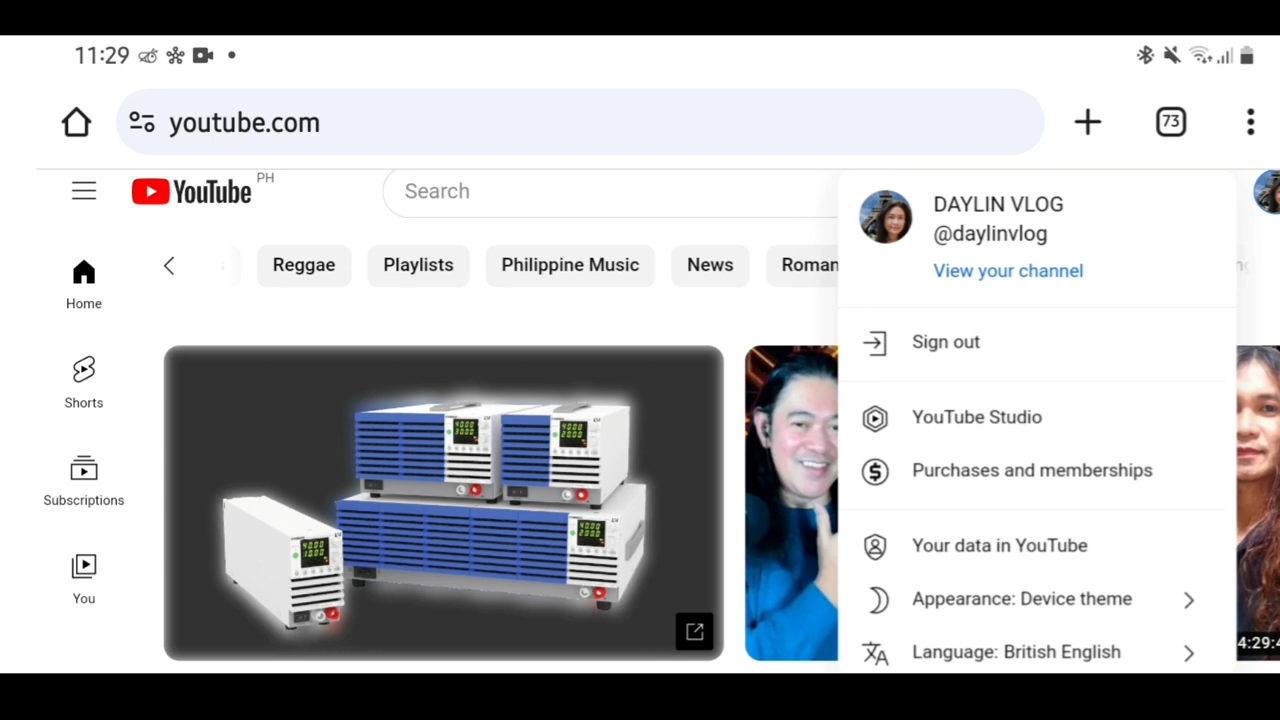 11:29
youtube.com
73
YouTube PH
Search
DAYLIN VLOG
@daylinvlog
View your channel
Reggae
Playlists
Philippine Music
News
Roman
Home
Sign out
Shorts
YouTube Studio
Purchases and memberships
Subscriptions
Your data in YouTube
You
Appearance: Device theme
Language: British English
4:29:4